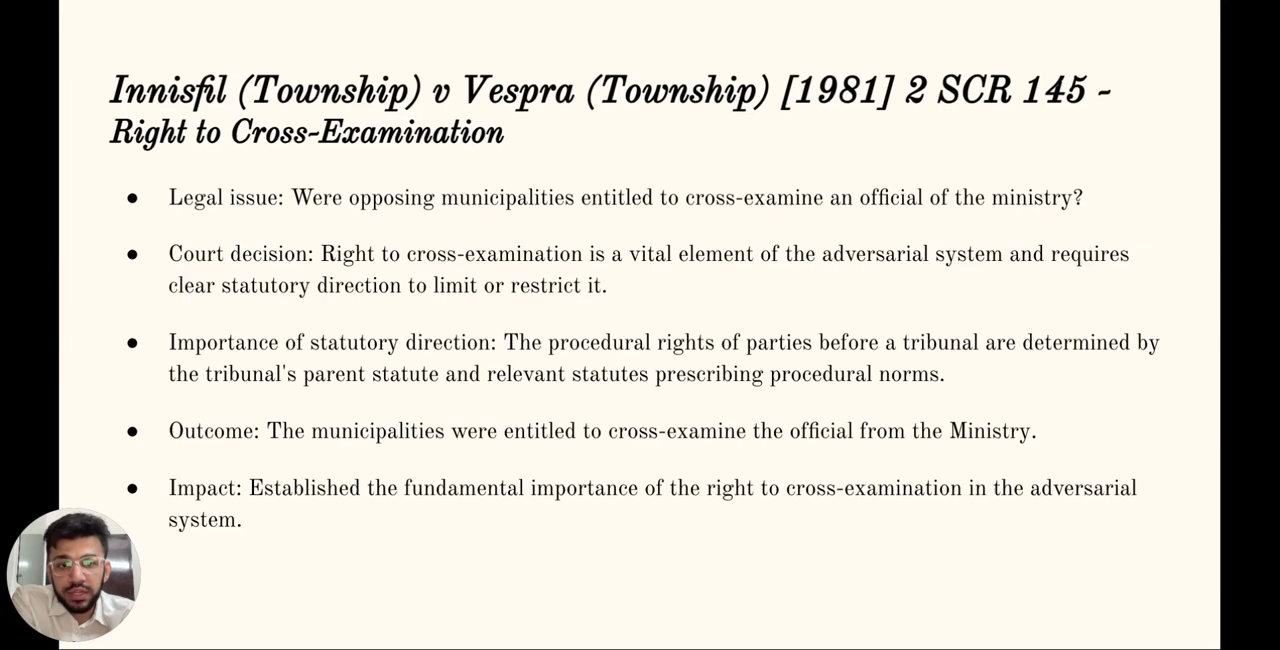 Innisfil (Township) v Vespra (Township) [1981] 2 SCR 145 -
Right to Cross-Examination
● Legal issue: Were opposing municipalities entitled to cross-examine an official of the ministry?
● Court decision: Right to cross-examination is a vital element of the adversarial system and requires
clear statutory direction to limit or restrict it.
● Importance of statutory direction: The procedural rights of parties before a tribunal are determined by
the tribunal's parent statute and relevant statutes prescribing procedural norms.
● Outcome: The municipalities were entitled to cross-examine the official from the Ministry.
● Impact: Established the fundamental importance of the right to cross-examination in the adversarial
system.